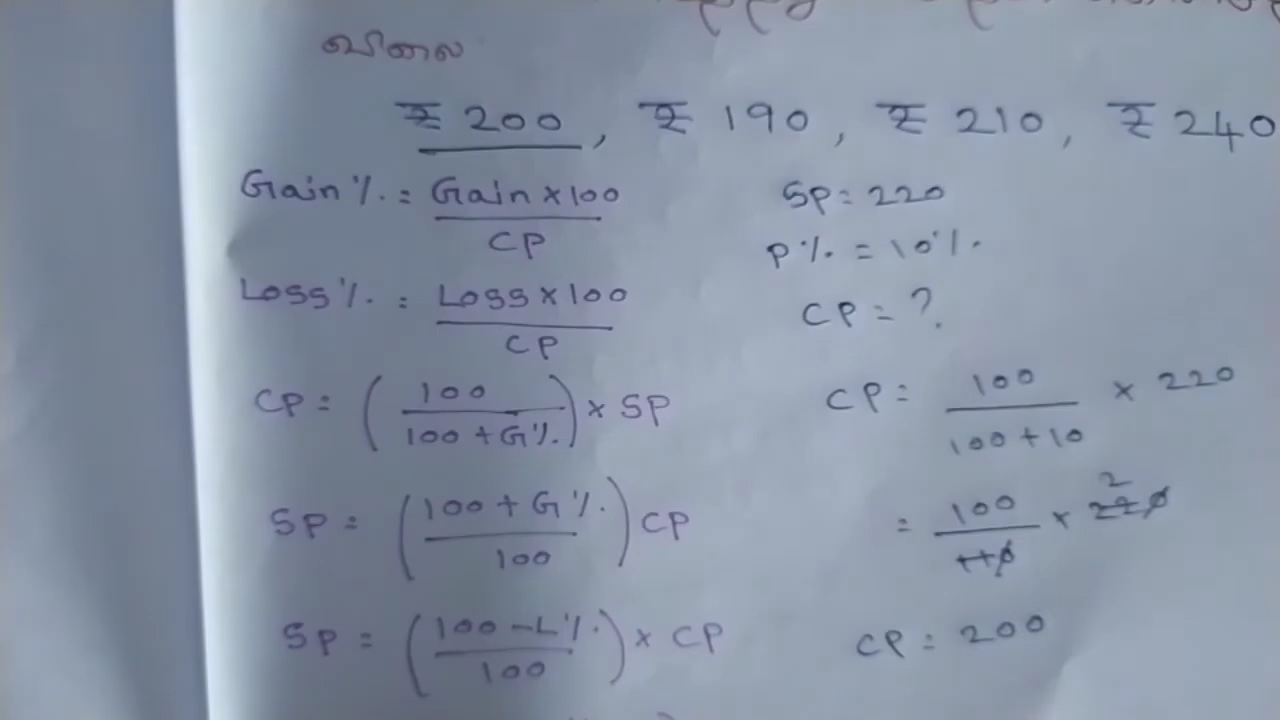 விலை
₹ 200, ₹ 190, ₹ 210, ₹ 240
Gain % = Gain × 100 / CP
Loss % = Loss × 100 / CP
CP = (100 / 100 + G%) × SP
SP = (100 + G% / 100) CP
SP = (100 - L% / 100) × CP
SP = 220
P% = 10%.
CP = ?
CP = 100 / 100 + 10 × 220
= 100 / 110 × 220 2
CP = 200